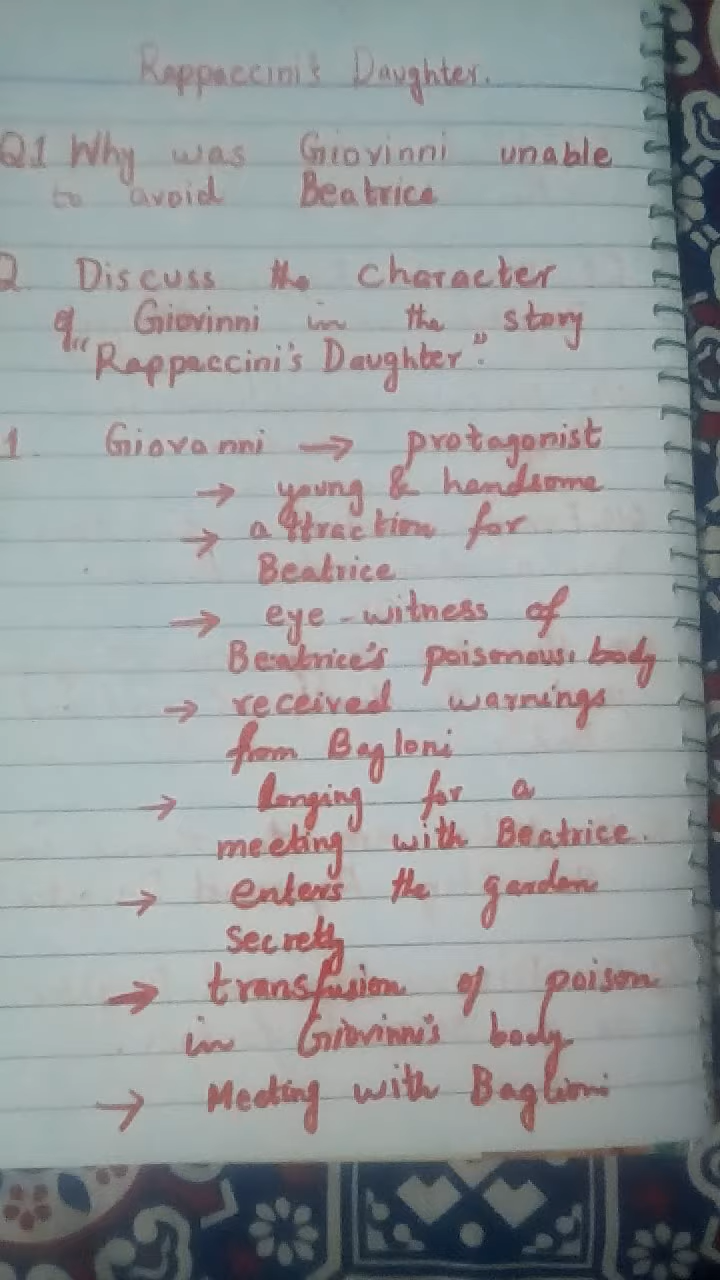 Rappaccini's Daughter.
Q1 Why was Giovinni unable
to avoid Beatrice
2 Discuss the character
of Giovinni in the story
"Rappaccini's Daughter".
1. Giovanni → protagonist
→ young & handsome
→ attraction for
Beatrice
→ eye-witness of
Beatrice's poisonous body
→ received warnings
from Bagloni
→ longing for a
meeting with Beatrice.
→ enters the garden
secretly
→ transfusion of poison
in Giovinni's body
→ Meeting with Baglioni